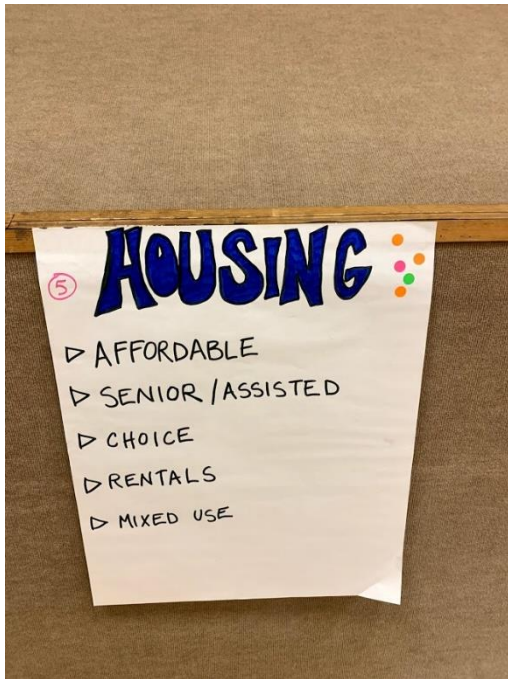 HOUSING
5
▷ AFFORDABLE
▷ SENIOR/ASSISTED
▷ CHOICE
▷ RENTALS
▷ MIXED USE